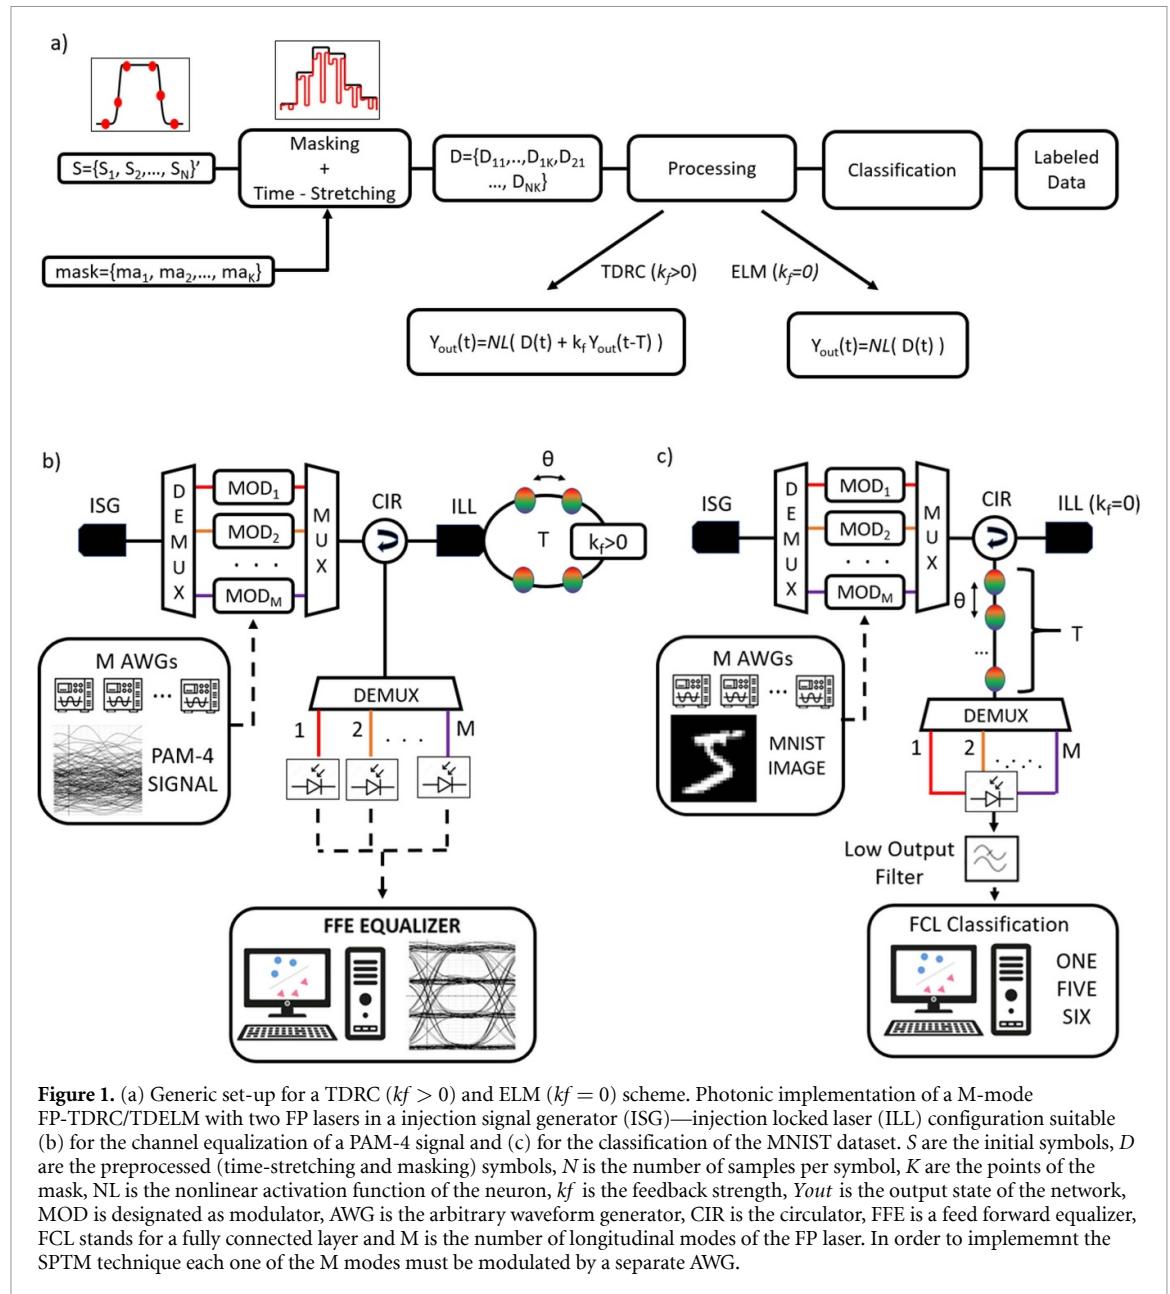 a)
S={S1, S2,..., SN}’
Masking
+
Time - Stretching
D={D11,..,D1K,D21
..., DNK}
Processing
Classification
Labeled
Data
mask={ma1, ma2,..., maK}
TDRC (kf>0)
ELM (kf=0)
Yout(t)=NL( D(t) + kf Yout(t-T) )
Yout(t)=NL( D(t) )
b)
ISG
DEMUX
MOD1
MOD2
. . .
MODM
MUX
CIR
ILL
θ
T
kf>0
M AWGs
...
PAM-4
SIGNAL
DEMUX
1
2
. . .
M
FFE EQUALIZER
c)
ISG
DEMUX
MOD1
MOD2
. . .
MODM
MUX
CIR
ILL (kf=0)
θ
...
T
M AWGs
...
MNIST
IMAGE
DEMUX
1
2
.....
M
Low Output
Filter
FCL Classification
ONE
FIVE
SIX
Figure 1. (a) Generic set-up for a TDRC (kf > 0) and ELM (kf = 0) scheme. Photonic implementation of a M-mode
FP-TDRC/TDELM with two FP lasers in a injection signal generator (ISG)—injection locked laser (ILL) configuration suitable
(b) for the channel equalization of a PAM-4 signal and (c) for the classification of the MNIST dataset. S are the initial symbols, D
are the preprocessed (time-stretching and masking) symbols, N is the number of samples per symbol, K are the points of the
mask, NL is the nonlinear activation function of the neuron, kf is the feedback strength, Yout is the output state of the network,
MOD is designated as modulator, AWG is the arbitrary waveform generator, CIR is the circulator, FFE is a feed forward equalizer,
FCL stands for a fully connected layer and M is the number of longitudinal modes of the FP laser. In order to implememnt the
SPTM technique each one of the M modes must be modulated by a separate AWG.